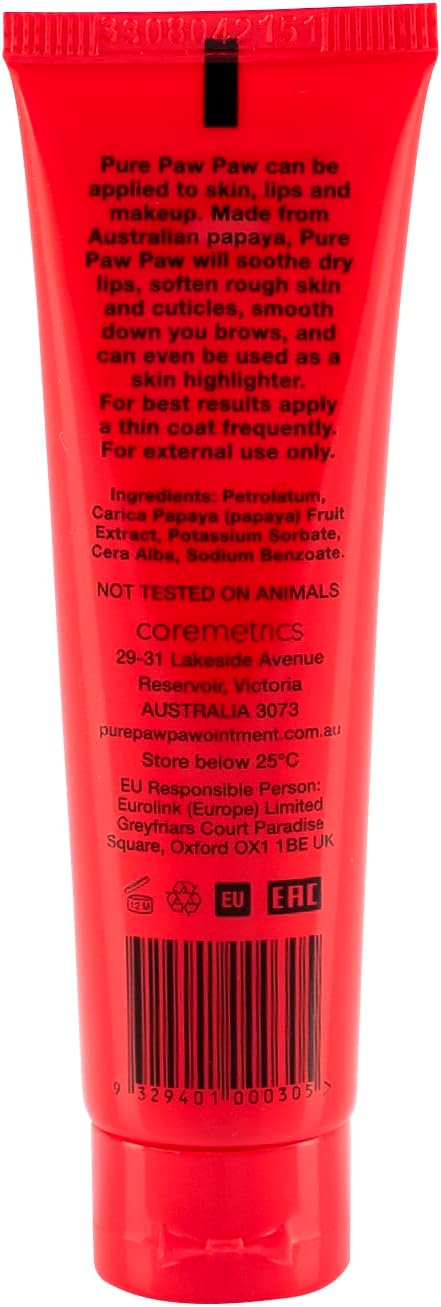 3308042151
Pure Paw Paw can be
applied to skin, lips and
makeup. Made from
Australian papaya, Pure
Paw Paw will soothe dry
lips, soften rough skin
and cuticles, smooth
down you brows, and
can even be used as a
skin highlighter.
For best results apply
a thin coat frequently.
For external use only.
Ingredients: Petrolatum,
Carica Papaya (papaya) Fruit
Extract, Potassium Sorbate,
Cera Alba, Sodium Benzoate.
NOT TESTED ON ANIMALS
coremetrics
29-31 Lakeside Avenue
Reservoir, Victoria
AUSTRALIA 3073
purepawpawointment.com.au
Store below 25°C
EU Responsible Person:
Eurolink (Europe) Limited
Greyfriars Court Paradise
Square, Oxford OX1 1BE UK
12 M EU EAC
9 329401 000305 >